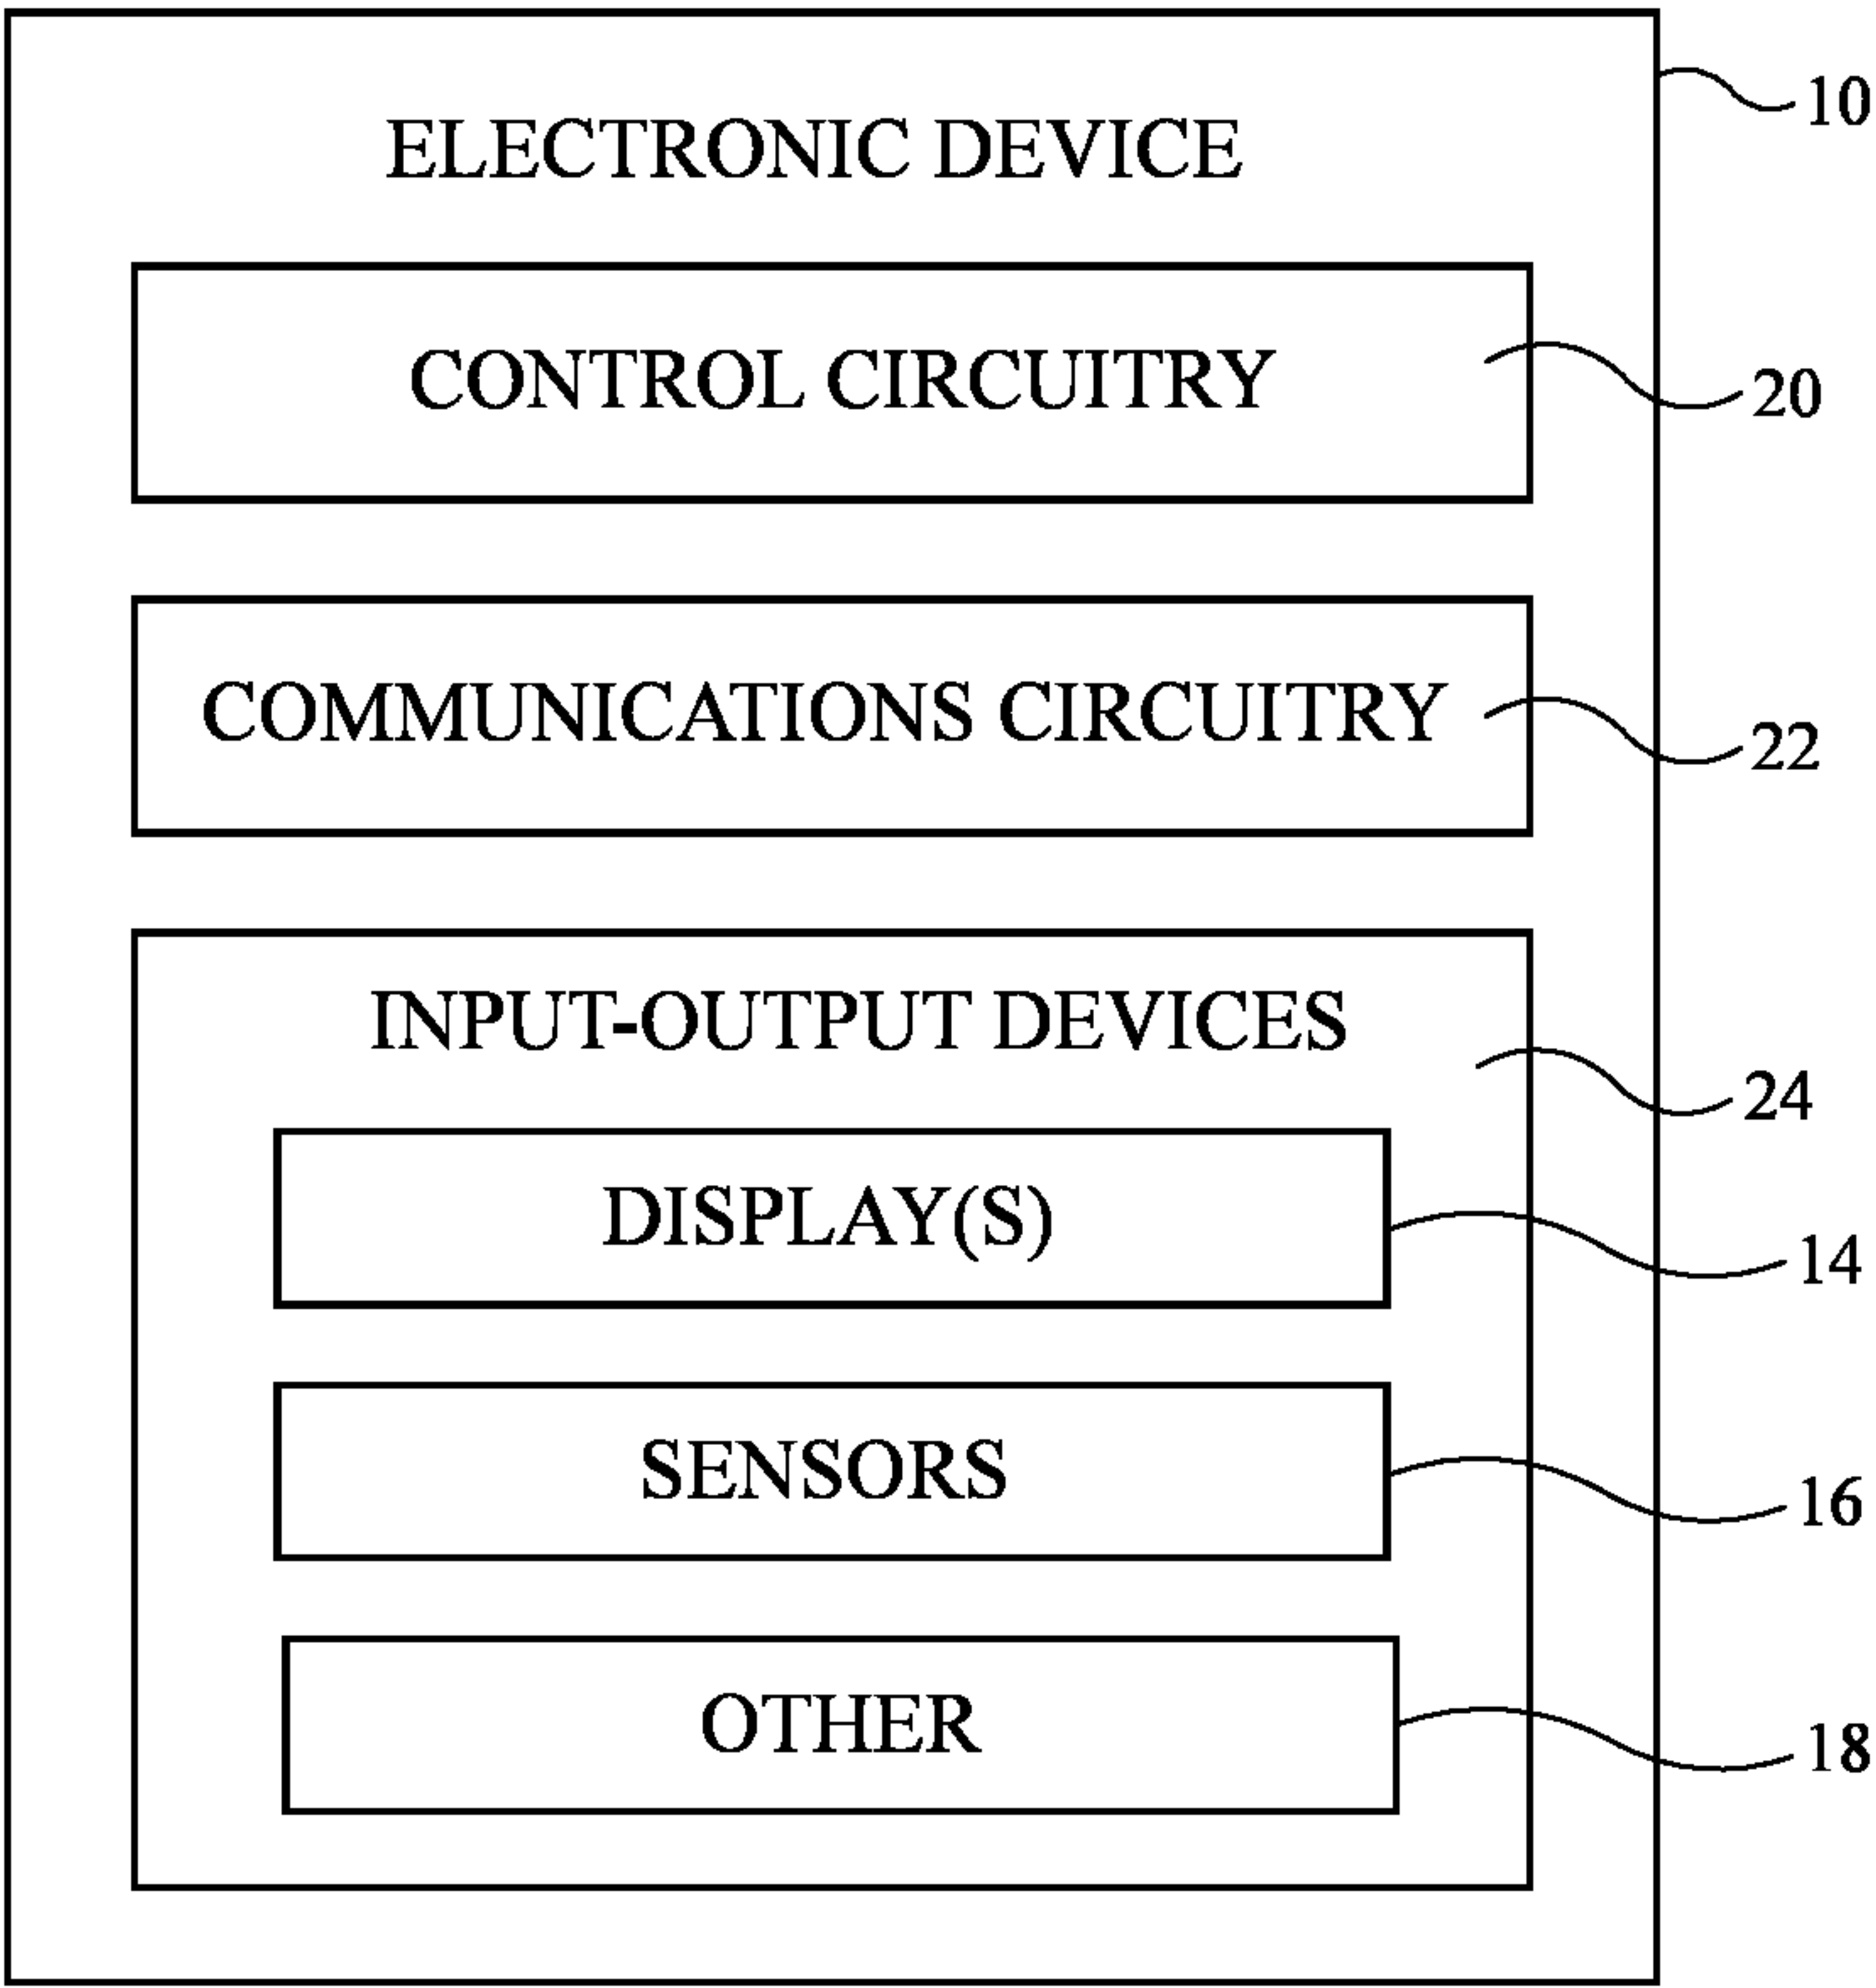 ELECTRONIC DEVICE
10
CONTROL CIRCUITRY
20
COMMUNICATIONS CIRCUITRY
22
INPUT-OUTPUT DEVICES
24
DISPLAY(S)
14
SENSORS
16
OTHER
18